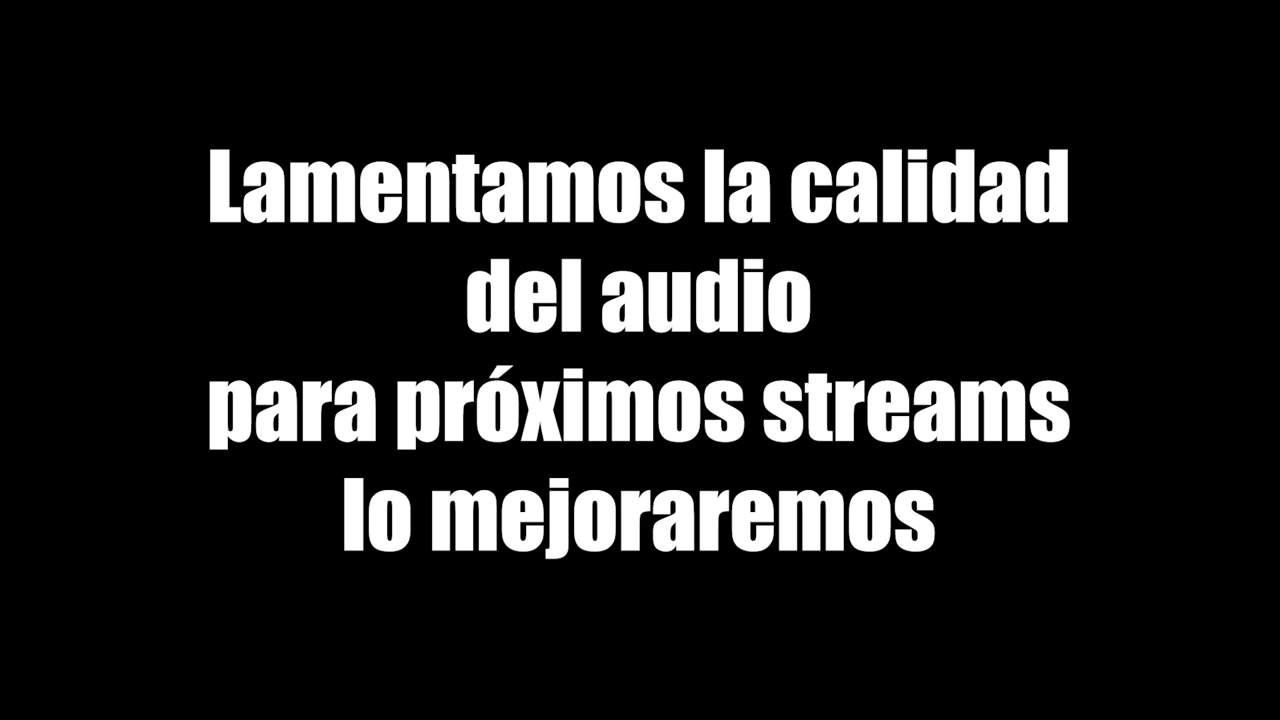 Lamentamos la calidad
del audio
para próximos streams
lo mejoraremos